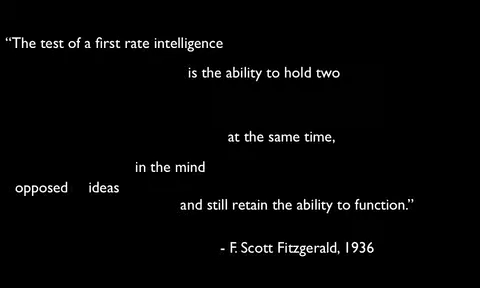 “The test of a first rate intelligence
is the ability to hold two
at the same time,
in the mind
opposed ideas
and still retain the ability to function.”
- F. Scott Fitzgerald, 1936